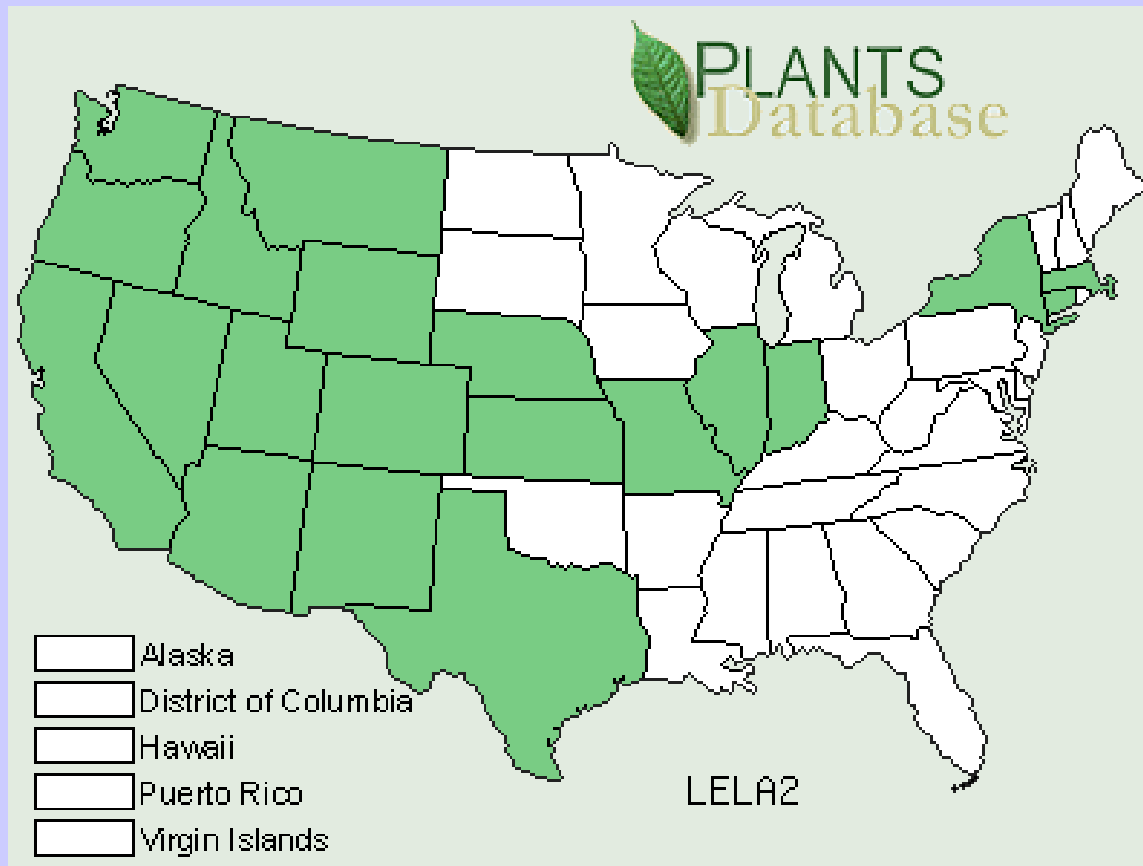 PLANTS
Database
Alaska
District of Columbia
Hawaii
Puerto Rico
Virgin Islands
LELA2